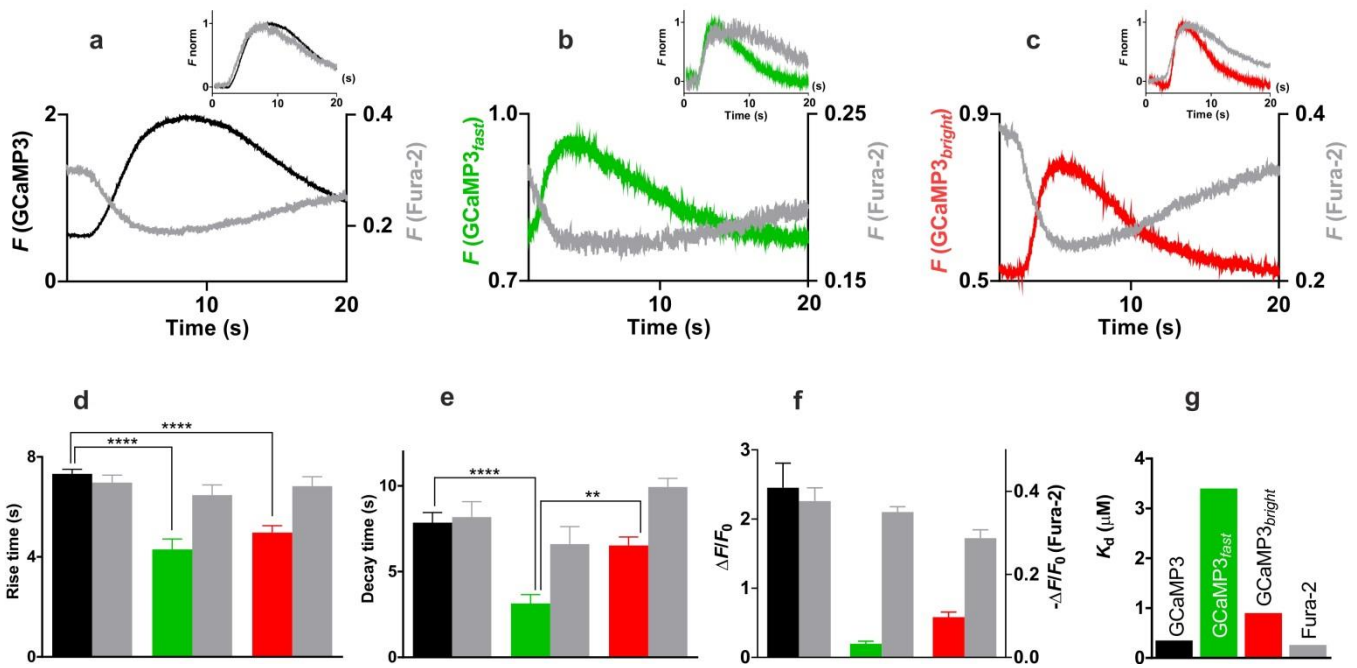 a
F norm
1
0
0
10
20
(s)
F (GCaMP3)
2
0
10
20
Time (s)
0.4
0.2
F (Fura-2)
b
F norm
1
0
0
10
20
(s)
Time (s)
F (GCaMP3fast)
1.0
0.7
10
20
Time (s)
0.25
0.15
F (Fura-2)
c
F norm
1
0
0
10
20
(s)
Time (s)
F (GCaMP3bright)
0.9
0.5
10
20
Time (s)
0.4
0.2
F (Fura-2)
d
Rise time (s)
8
4
0
****
****
e
Decay time (s)
10
5
0
****
**
f
ΔF/F0
3
2
1
0
0.4
0.2
0.0
-ΔF/F0 (Fura-2)
g
Kd (μM)
4
3
2
1
0
GCaMP3
GCaMP3fast
GCaMP3bright
Fura-2